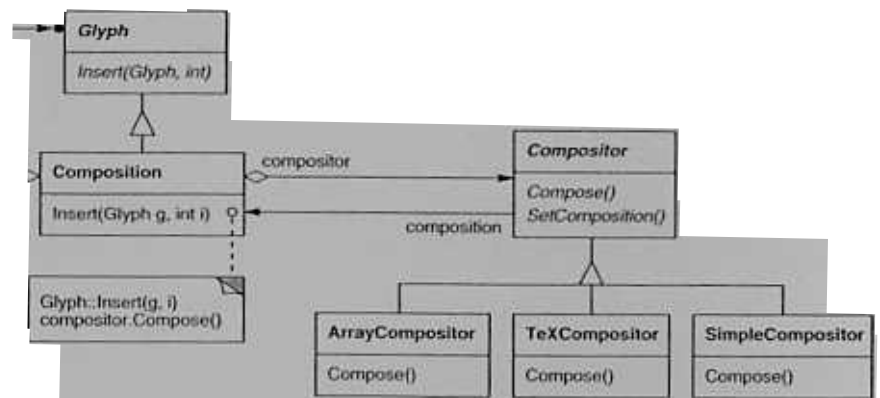 Glyph
Insert(Glyph, int)
Composition
Insert(Glyph g, int i)
compositor
composition
Compositor
Compose()
SetComposition()
Glyph::Insert(g, i)
compositor.Compose()
ArrayCompositor
Compose()
TeXCompositor
Compose()
SimpleCompositor
Compose()